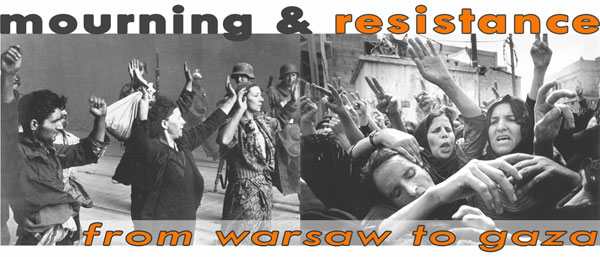 mourning & resistance
from warsaw to gaza